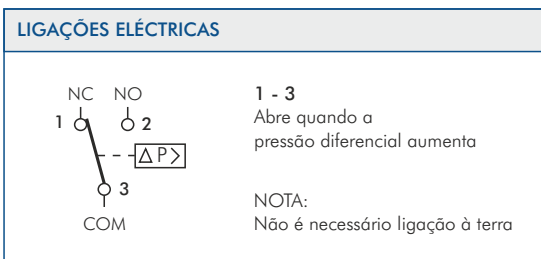 LIGAÇÕES ELÉCTRICAS
NC NO
1 2
Δ P>
3
COM
1 - 3
Abre quando a
pressão diferencial aumenta
NOTA:
Não é necessário ligação à terra